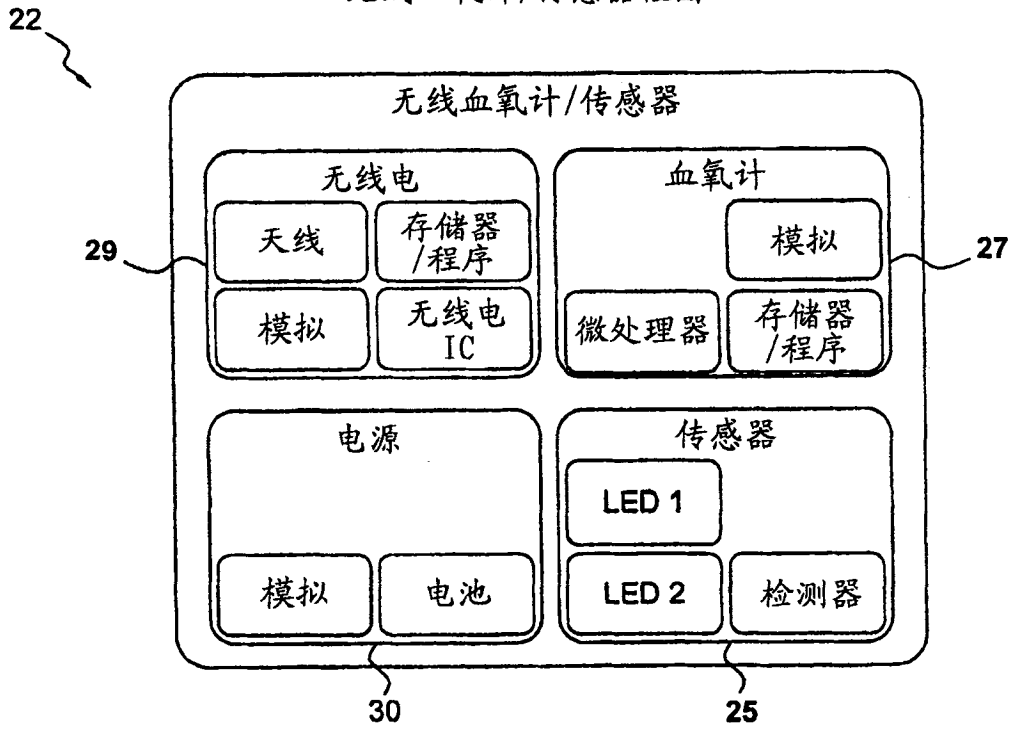 22
无线血氧计/传感器
无线电
天线
存储器
/程序
模拟
无线电
IC
29
血氧计
模拟
微处理器
存储器
/程序
27
电源
模拟
电池
30
传感器
LED 1
LED 2
检测器
25